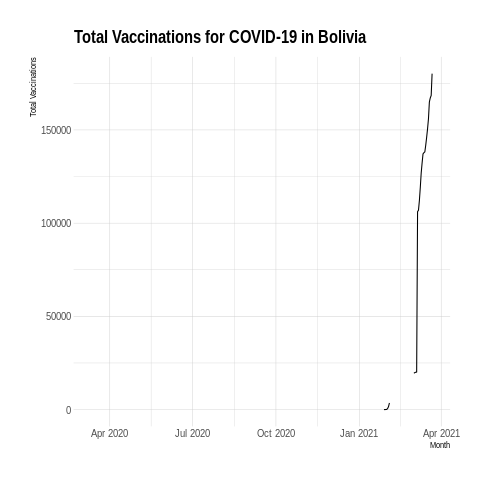 Total Vaccinations for COVID-19 in Bolivia
Total Vaccinations
150000
100000
50000
0
Apr 2020 Jul 2020 Oct 2020 Jan 2021 Apr 2021
Month